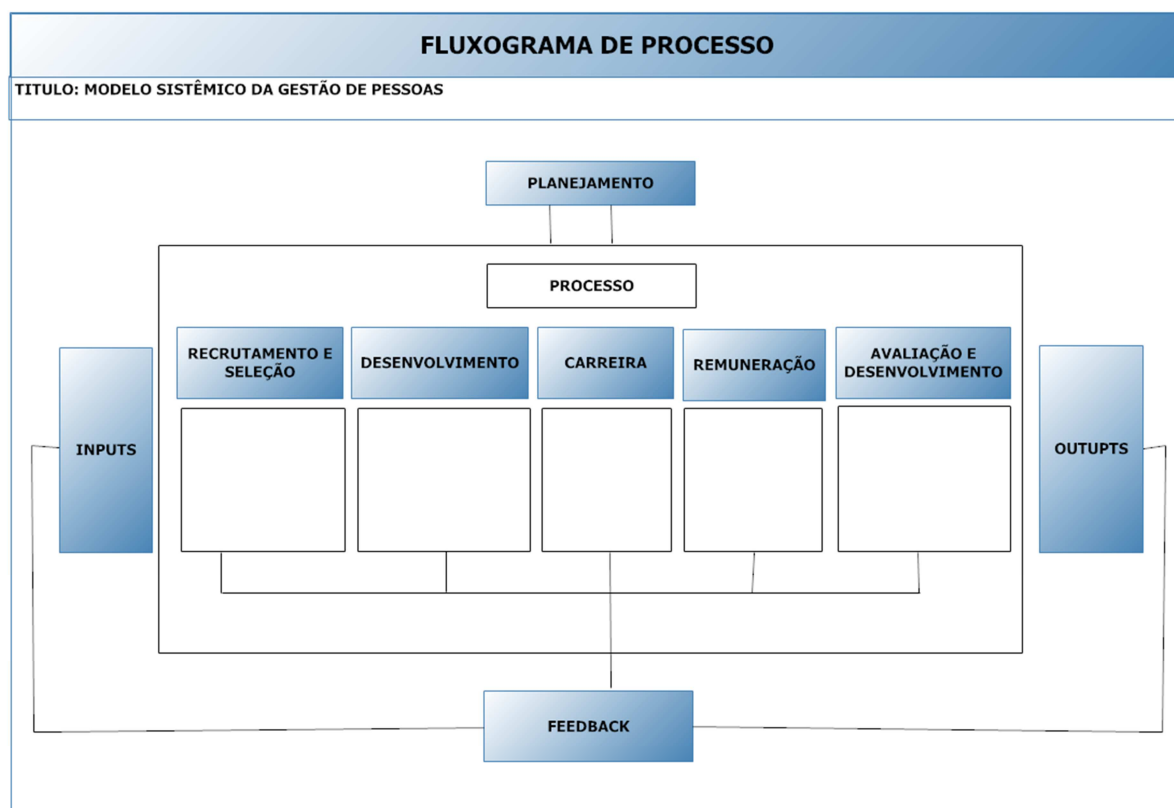 FLUXOGRAMA DE PROCESSO
TITULO: MODELO SISTÊMICO DA GESTÃO DE PESSOAS
PLANEJAMENTO
PROCESSO
RECRUTAMENTO E
SELEÇÃO
DESENVOLVIMENTO
CARREIRA
REMUNERAÇÃO
AVALIAÇÃO E
DESENVOLVIMENTO
INPUTS
OUTUPTS
FEEDBACK